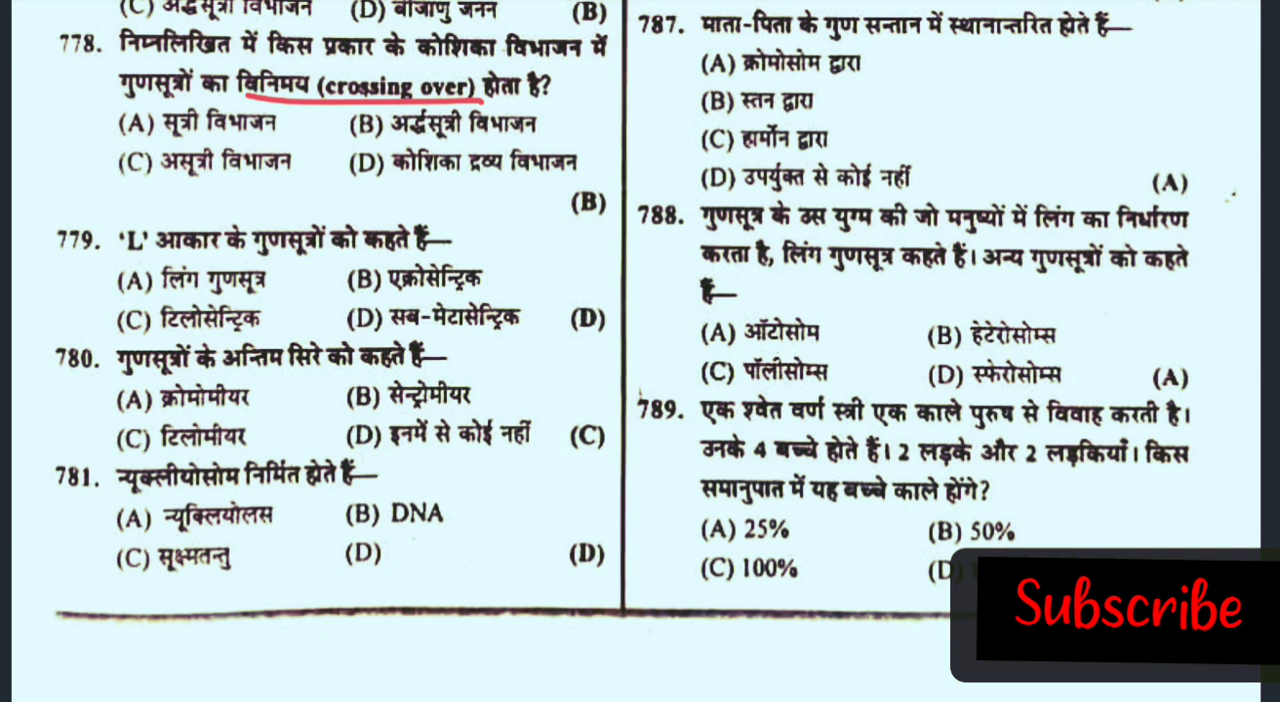 (C) अर्द्धसूत्री विभाजन (D) बीजाणु जनन (B)
778. निम्नलिखित में किस प्रकार के कोशिका विभाजन में
गुणसूत्रों का विनिमय (crossing over) होता है?
(A) सूत्री विभाजन (B) अर्द्धसूत्री विभाजन
(C) असूत्री विभाजन (D) कोशिका द्रव्य विभाजन
(B)
779. 'L' आकार के गुणसूत्रों को कहते हैं—
(A) लिंग गुणसूत्र (B) एक्रोसेन्ट्रिक
(C) टिलोसेन्ट्रिक (D) सब-मेटासेन्ट्रिक (D)
780. गुणसूत्रों के अन्तिम सिरे को कहते हैं—
(A) क्रोमोमीयर (B) सेन्ट्रोमीयर
(C) टिलोमीयर (D) इनमें से कोई नहीं (C)
781. न्यूक्लीयोसोम निर्मित होते हैं—
(A) न्यूक्लियोलस (B) DNA
(C) सूक्ष्मतन्तु (D) (D)
787. माता-पिता के गुण सन्तान में स्थानान्तरित होते हैं—
(A) क्रोमोसोम द्वारा
(B) स्तन द्वारा
(C) हार्मोन द्वारा
(D) उपर्युक्त से कोई नहीं (A)
788. गुणसूत्र के उस युग्म की जो मनुष्यों में लिंग का निर्धारण
करता है, लिंग गुणसूत्र कहते हैं। अन्य गुणसूत्रों को कहते
हैं—
(A) ऑटोसोम (B) हेटेरोसोम्स
(C) पॉलीसोम्स (D) स्फेरोसोम्स (A)
789. एक श्वेत वर्ण स्त्री एक काले पुरुष से विवाह करती है।
उनके 4 बच्चे होते हैं। 2 लड़के और 2 लड़कियाँ। किस
समानुपात में यह बच्चे काले होंगे?
(A) 25% (B) 50%
(C) 100% (D)
Subscribe